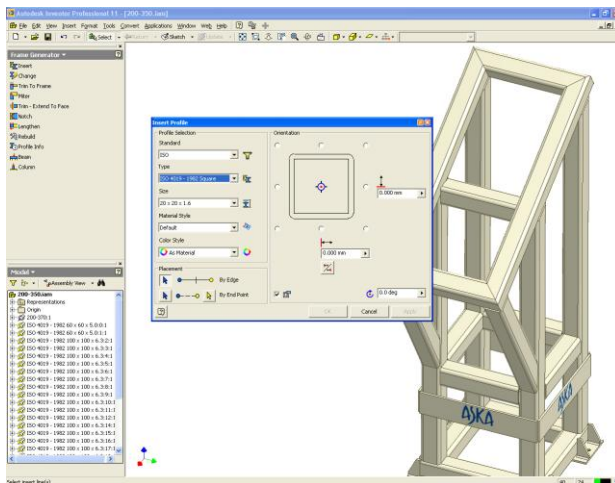 Autodesk Inventor Professional 11 - [200-350.iam]
File Edit View Insert Format Tools Convert Applications Window Web Help
Select Return Sketch Update
Frame Generator
Insert
Change
Trim To Frame
Miter
Trim - Extend To Face
Notch
Lengthen
Rebuild
Profile Info
Beam
Column
Insert Profile
Profile Selection
Standard
ISO
Type
ISO 4019 - 1982 Square
Size
20 x 20 x 1.6
Material Style
Default
Color Style
As Material
Placement
By Edge
By End Point
Orientation
0.000 mm
0.000 mm
0.0 deg
OK Cancel Apply
Model
Assembly View
200-350.iam
Representations
Origin
200-370:1
ISO 4019 - 1982 60 x 60 x 5.0:0:1
ISO 4019 - 1982 60 x 60 x 5.0:1:1
ISO 4019 - 1982 100 x 100 x 6.3:2:1
ISO 4019 - 1982 100 x 100 x 6.3:3:1
ISO 4019 - 1982 100 x 100 x 6.3:4:1
ISO 4019 - 1982 100 x 100 x 6.3:5:1
ISO 4019 - 1982 100 x 100 x 6.3:6:1
ISO 4019 - 1982 100 x 100 x 6.3:7:1
ISO 4019 - 1982 100 x 100 x 6.3:8:1
ISO 4019 - 1982 100 x 100 x 6.3:9:1
ISO 4019 - 1982 100 x 100 x 6.3:10:1
ISO 4019 - 1982 100 x 100 x 6.3:11:1
ISO 4019 - 1982 100 x 100 x 6.3:12:1
ISO 4019 - 1982 100 x 100 x 6.3:14:1
ISO 4019 - 1982 100 x 100 x 6.3:15:1
ISO 4019 - 1982 100 x 100 x 6.3:16:1
ISO 4019 - 1982 100 x 100 x 6.3:17:1
ASKA
ASKA
Select insert line(s)